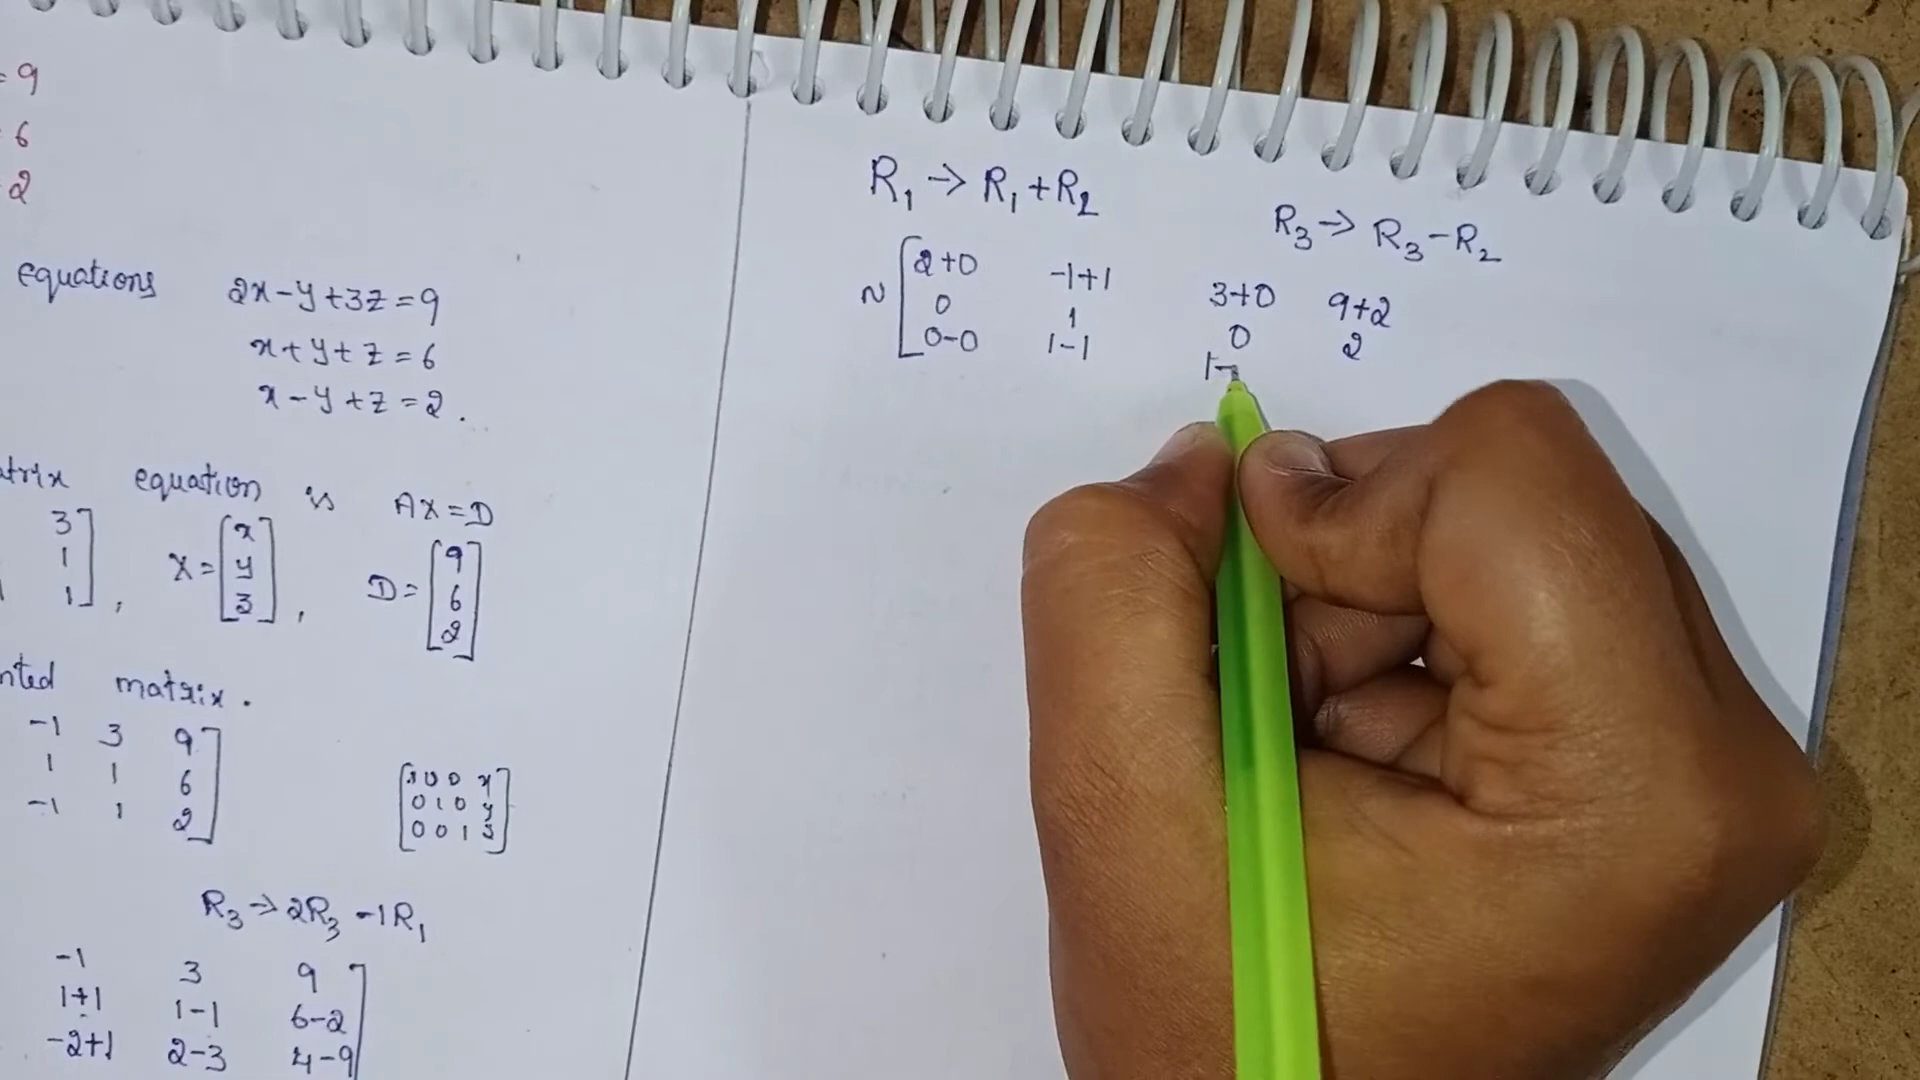 = 9
6
2
equations 2x-y+3z=9
x+y+z=6
x-y+z=2.
equation is AX=D
3
1
1 ,
X=[x
y
3] ,
D=[9
6
2]
matrix.
-1 3 9
1 1 6
-1 1 2
[1 0 0 x
0 1 0 y
0 0 1 3]
R3→2R3-1R1
-1 3 9
1+1 1-1 6-2
-2+1 2-3 4-9
R1→R1+R2 R3→R3-R2
~[2+0 -1+1 3+0 9+2
0 1 0 2
0-0 1-1 1-